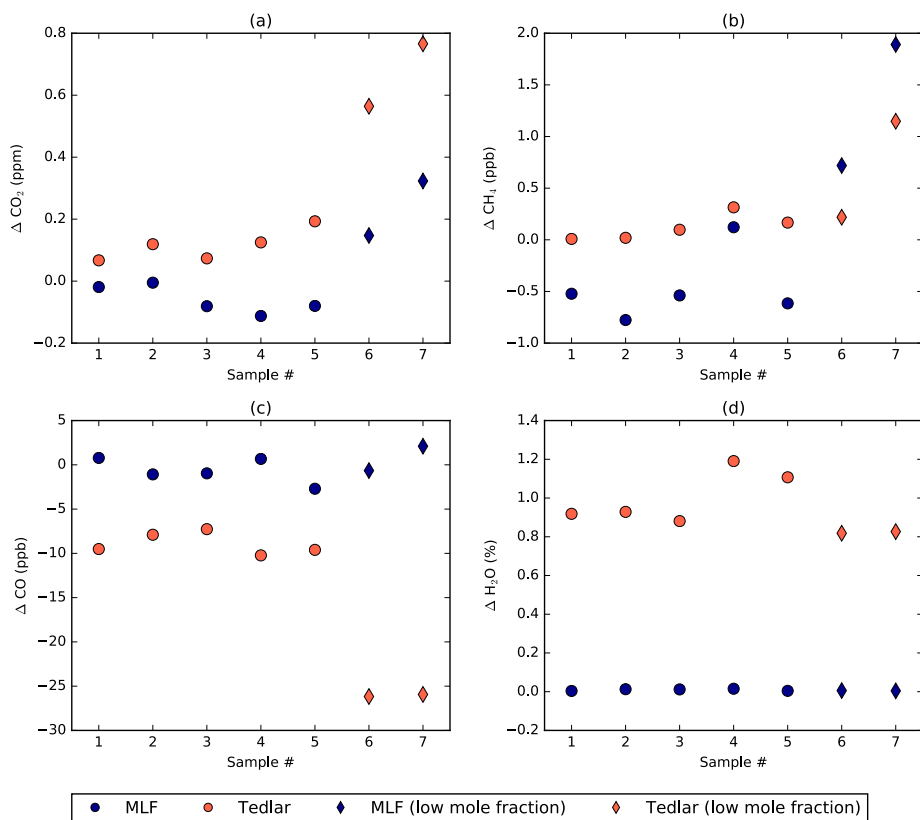 (a)
0.8
0.6
0.4
0.2
0.0
−0.2
Δ CO₂ (ppm)
1 2 3 4 5 6 7
Sample #
(b)
2.0
1.5
1.0
0.5
0.0
−0.5
−1.0
Δ CH₄ (ppb)
1 2 3 4 5 6 7
Sample #
(c)
5
0
−5
−10
−15
−20
−25
−30
Δ CO (ppb)
1 2 3 4 5 6 7
Sample #
(d)
1.4
1.2
1.0
0.8
0.6
0.4
0.2
0.0
−0.2
Δ H₂O (%)
1 2 3 4 5 6 7
Sample #
MLF Tedlar MLF (low mole fraction) Tedlar (low mole fraction)